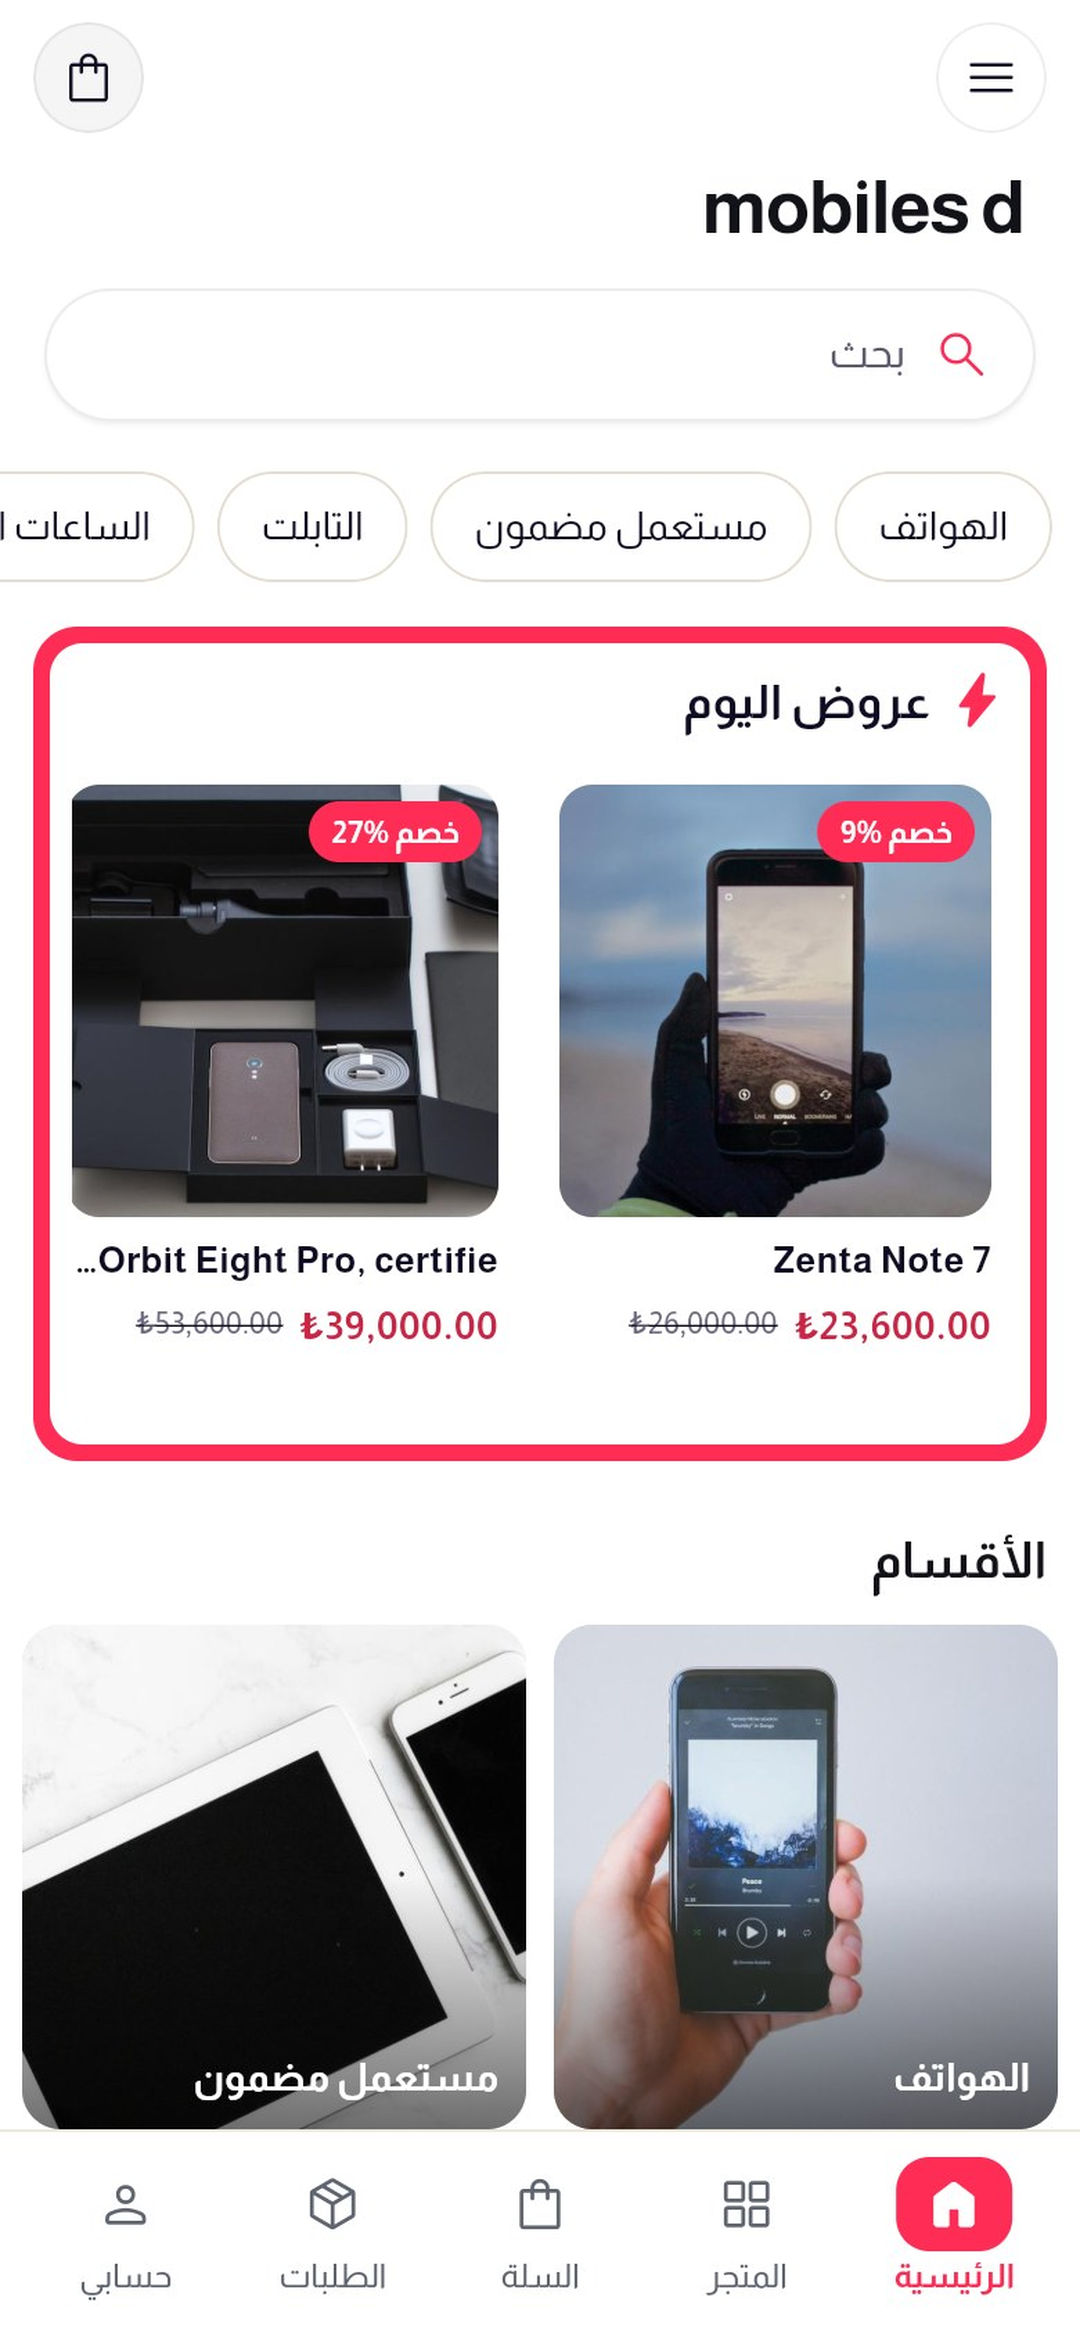 mobiles d
بحث
الهواتف
مستعمل مضمون
التابلت
الساعات ا
عروض اليوم
خصم 9%
خصم 27%
Zenta Note 7
₺23,600.00 ₺26,000.00
Orbit Eight Pro, certifie...
₺39,000.00 ₺53,600.00
الأقسام
الهواتف
مستعمل مضمون
الرئيسية
المتجر
السلة
الطلبات
حسابي